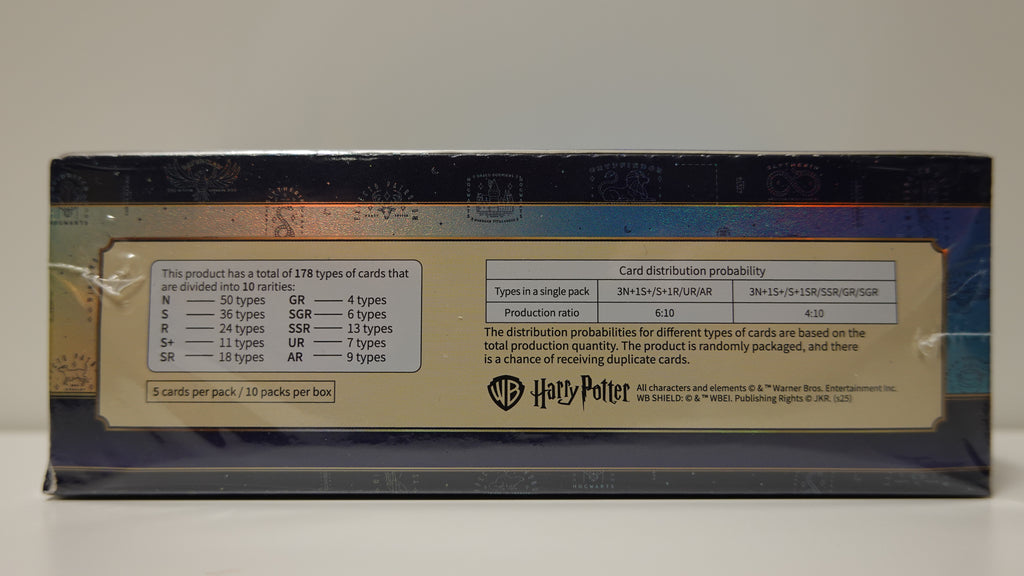 This product has a total of 178 types of cards that
are divided into 10 rarities:
N — 50 types GR — 4 types
S — 36 types SGR — 6 types
R — 24 types SSR — 13 types
S+ — 11 types UR — 7 types
SR — 18 types AR — 9 types
5 cards per pack / 10 packs per box
Card distribution probability
Types in a single pack 3N+1S+/S+1R/UR/AR 3N+1S+/S+1SR/SSR/GR/SGR
Production ratio 6:10 4:10
The distribution probabilities for different types of cards are based on the
total production quantity. The product is randomly packaged, and there
is a chance of receiving duplicate cards.
WB Harry Potter All characters and elements © & ™ Warner Bros. Entertainment Inc.
WB SHIELD: © & ™ WBEI. Publishing Rights © JKR. (s25)
HOGWARTS